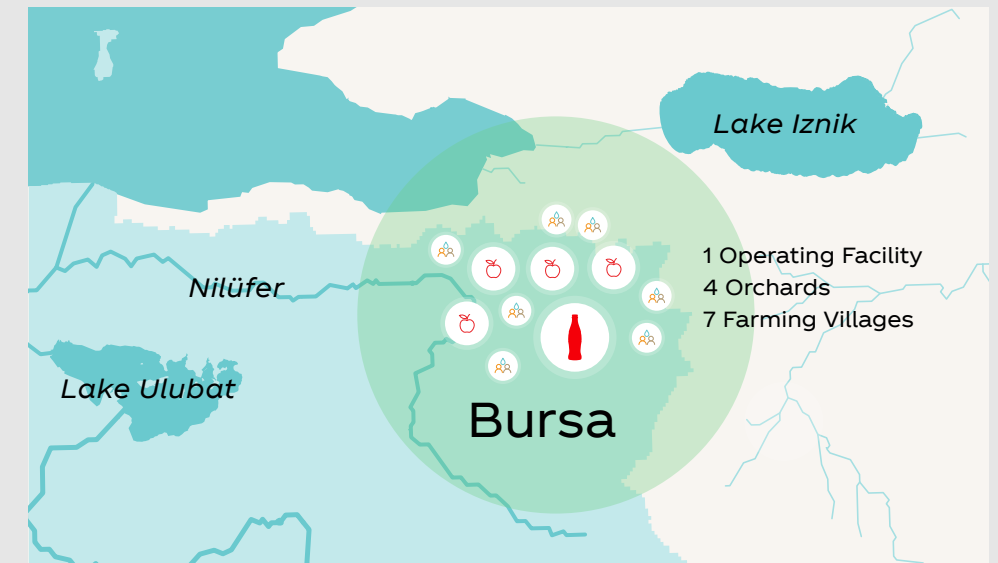 Lake Iznik
1 Operating Facility
Nilüfer
4 Orchards
7 Farming Villages
Lake Ulubat
Bursa